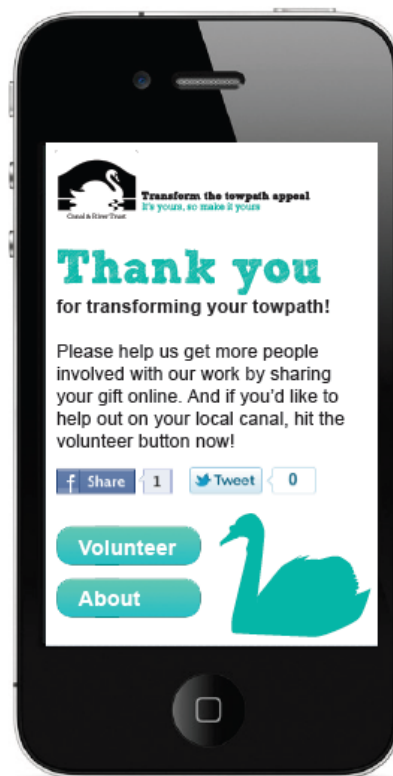 Canal & River Trust
Transform the towpath appeal
It's yours, so make it yours
Thank you
for transforming your towpath!
Please help us get more people
involved with our work by sharing
your gift online. And if you'd like to
help out on your local canal, hit the
volunteer button now!
f Share 1 Tweet 0
Volunteer
About